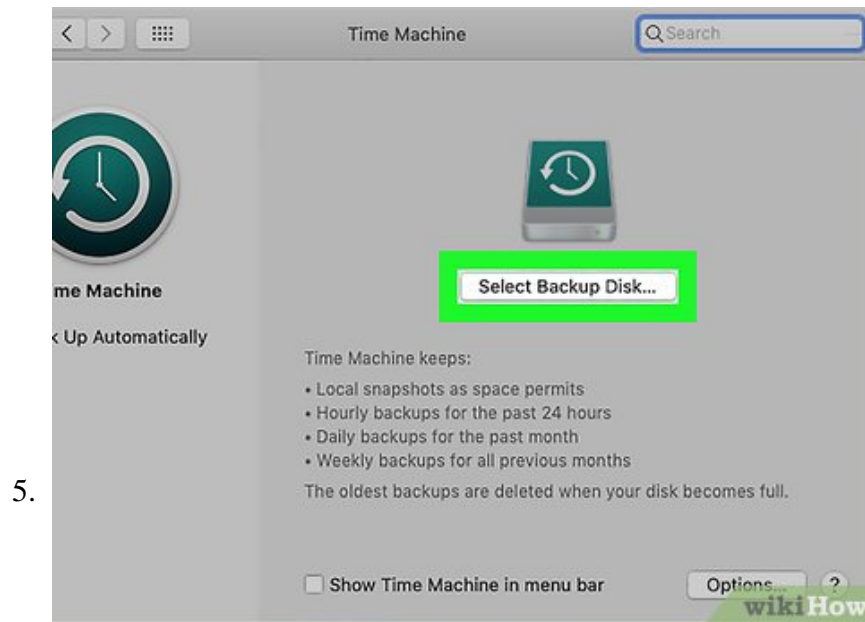 Time Machine
Search
Select Backup Disk...
me Machine
Up Automatically
Time Machine keeps:
• Local snapshots as space permits
• Hourly backups for the past 24 hours
• Daily backups for the past month
• Weekly backups for all previous months
5.
The oldest backups are deleted when your disk becomes full.
Show Time Machine in menu bar
Options... ?
wikiHow